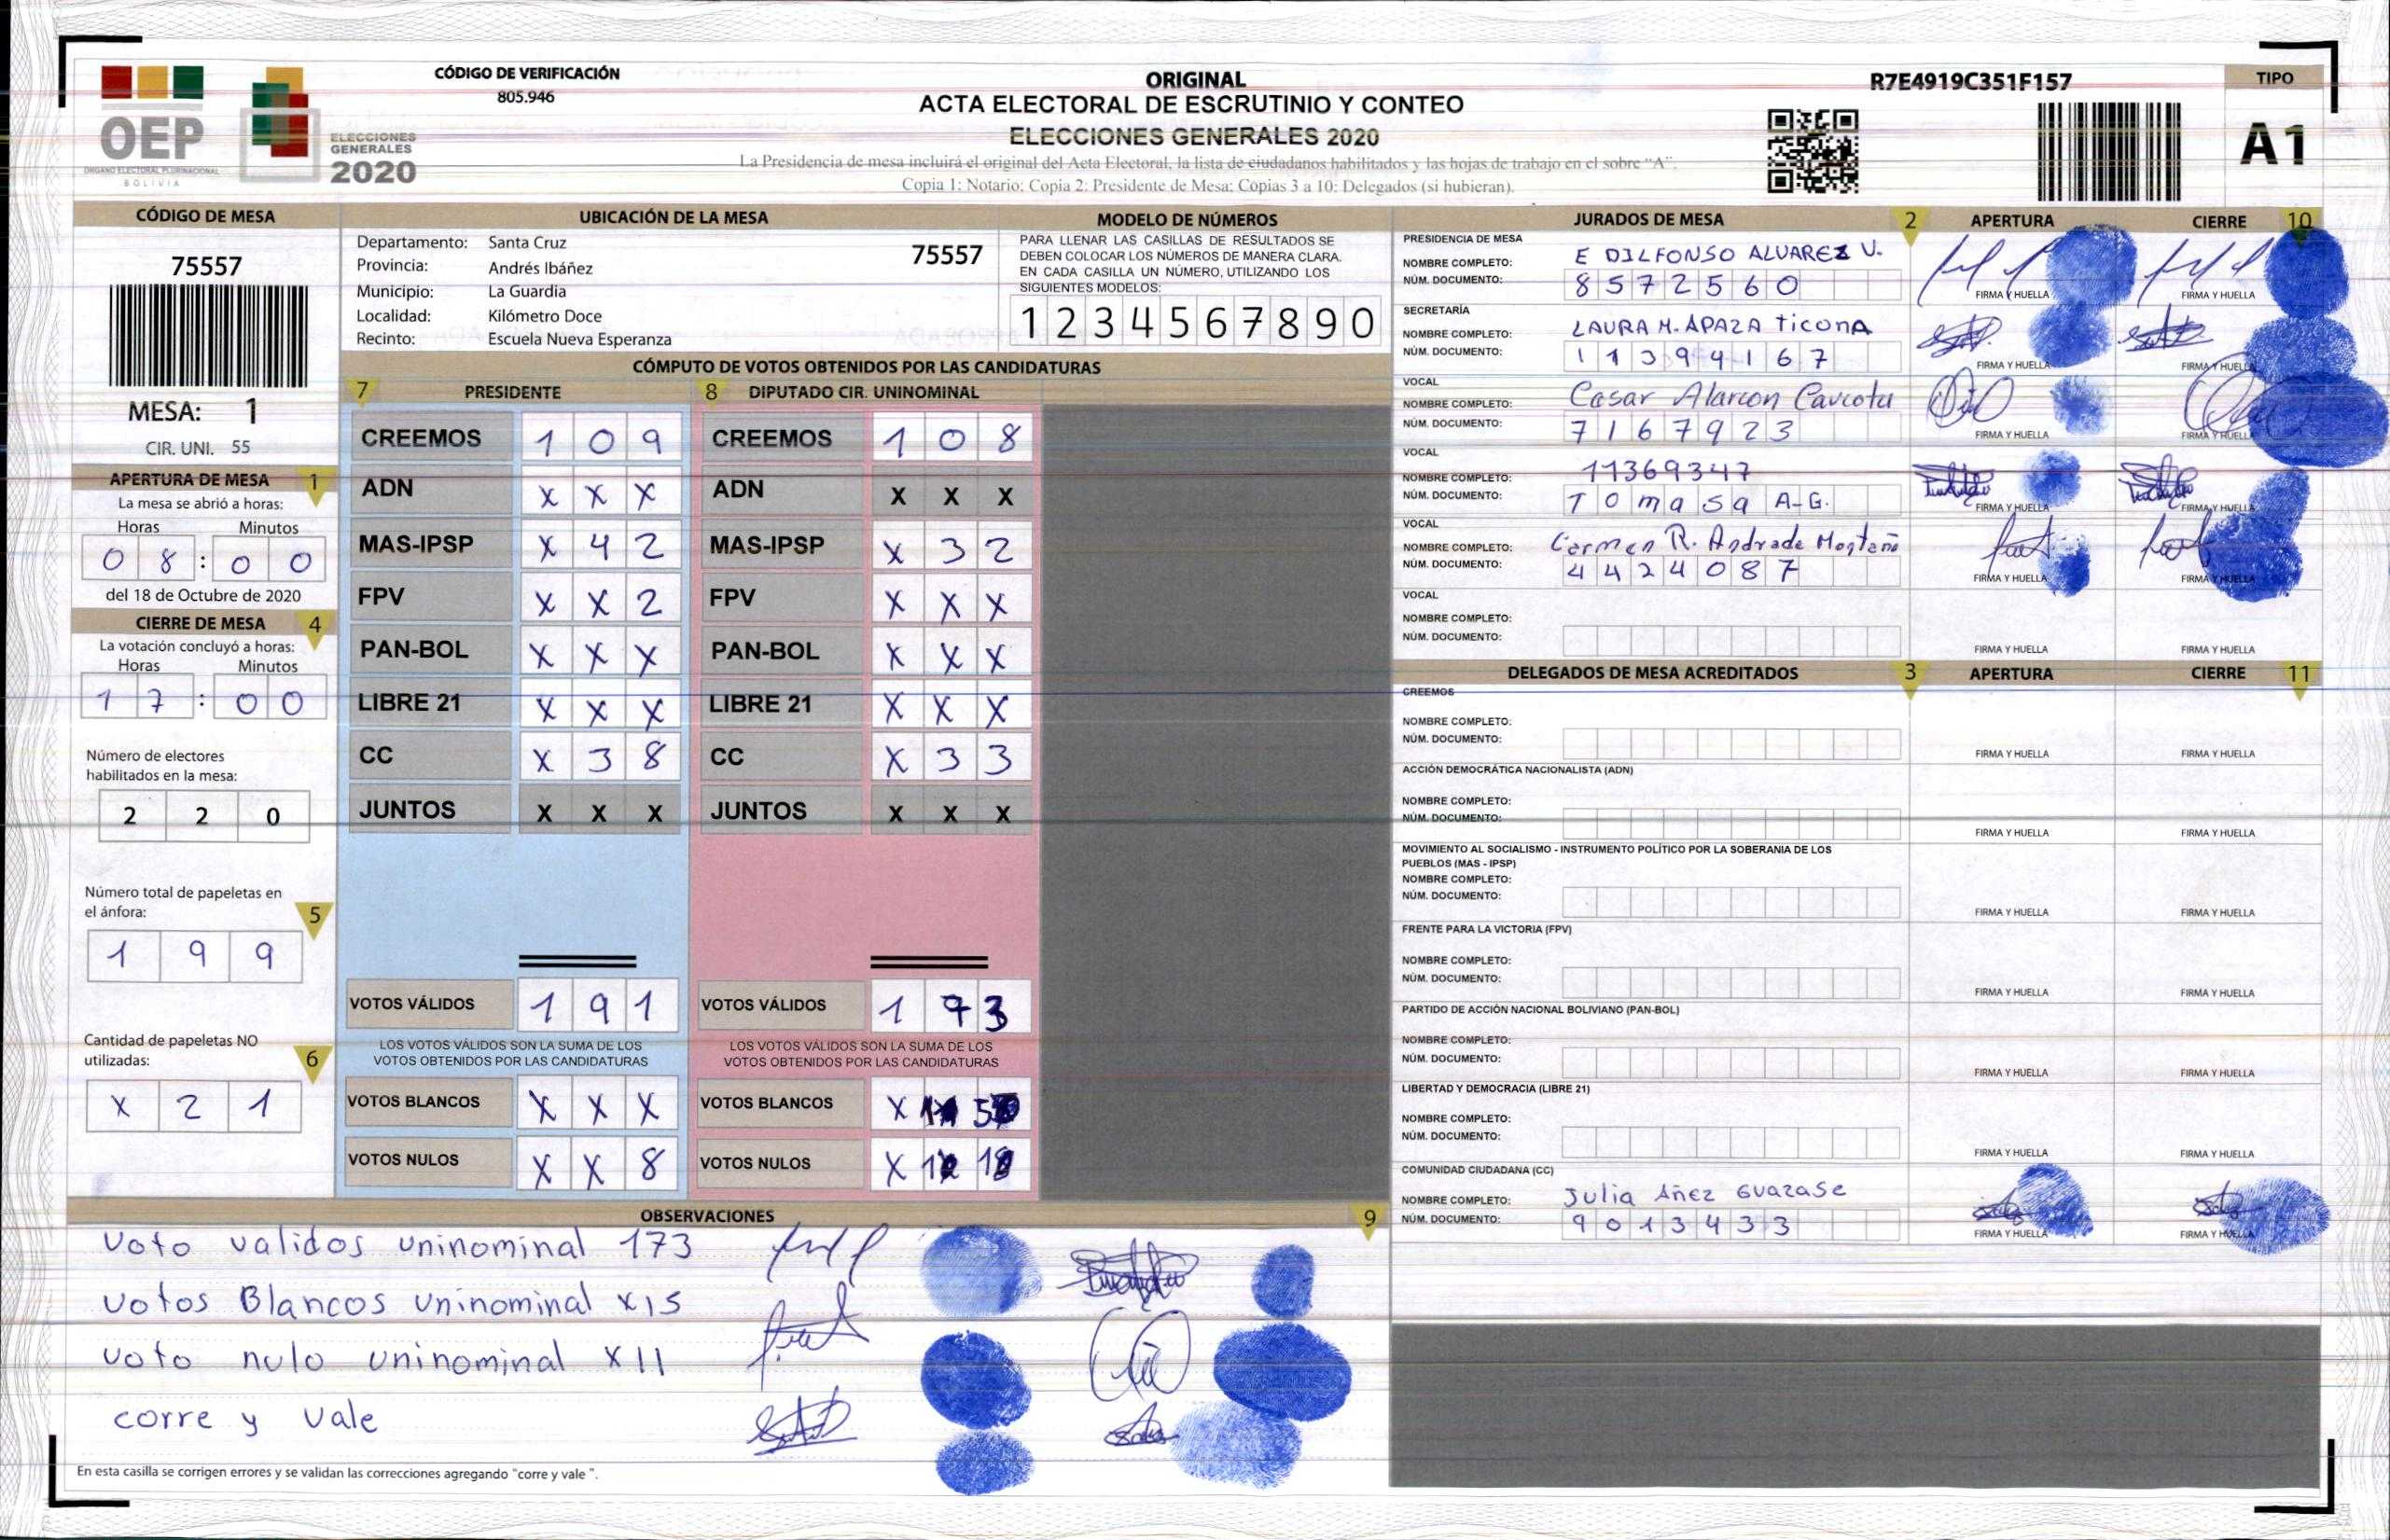 CÓDIGO DE VERIFICACIÓN
805.946
ORIGINAL
ACTA ELECTORAL DE ESCRUTINIO Y CONTEO
ELECCIONES GENERALES 2020
La Presidencia de mesa incluirá el original del Acta Electoral, la lista de ciudadanos habilitados y las hojas de trabajo en el sobre "A".
Copia 1: Notario; Copia 2: Presidente de Mesa; Copias 3 a 10: Delegados (si hubieran).
R7E4919C351F157
TIPO
A1
OEP
ÓRGANO ELECTORAL PLURINACIONAL
BOLIVIA
ELECCIONES
GENERALES
2020
CÓDIGO DE MESA
75557
MESA: 1
CIR. UNI. 55
APERTURA DE MESA 1
La mesa se abrió a horas:
Horas Minutos
0 8 : 0 0
del 18 de Octubre de 2020
CIERRE DE MESA 4
La votación concluyó a horas:
Horas Minutos
1 7 : 0 0
Número de electores
habilitados en la mesa:
2 2 0
Número total de papeletas en
el ánfora: 5
1 9 9
Cantidad de papeletas NO
utilizadas: 6
X 2 1
UBICACIÓN DE LA MESA
Departamento: Santa Cruz 75557
Provincia: Andrés Ibáñez
Municipio: La Guardia
Localidad: Kilómetro Doce
Recinto: Escuela Nueva Esperanza
MODELO DE NÚMEROS
PARA LLENAR LAS CASILLAS DE RESULTADOS SE
DEBEN COLOCAR LOS NÚMEROS DE MANERA CLARA.
EN CADA CASILLA UN NÚMERO, UTILIZANDO LOS
SIGUIENTES MODELOS:
1 2 3 4 5 6 7 8 9 0
CÓMPUTO DE VOTOS OBTENIDOS POR LAS CANDIDATURAS
7 PRESIDENTE
CREEMOS 1 0 9
ADN X X X
MAS-IPSP X 4 2
FPV X X 2
PAN-BOL X X X
LIBRE 21 X X X
CC X 3 8
JUNTOS X X X
VOTOS VÁLIDOS 1 9 1
LOS VOTOS VÁLIDOS SON LA SUMA DE LOS
VOTOS OBTENIDOS POR LAS CANDIDATURAS
VOTOS BLANCOS X X X
VOTOS NULOS X X 8
8 DIPUTADO CIR. UNINOMINAL
CREEMOS 1 0 8
ADN X X X
MAS-IPSP X 3 2
FPV X X X
PAN-BOL X X X
LIBRE 21 X X X
CC X 3 3
JUNTOS X X X
VOTOS VÁLIDOS 1 7 3
LOS VOTOS VÁLIDOS SON LA SUMA DE LOS
VOTOS OBTENIDOS POR LAS CANDIDATURAS
VOTOS BLANCOS X
VOTOS NULOS X
OBSERVACIONES 9
Voto validos uninominal 173
Votos Blancos uninominal x15
Voto nulo uninominal x11
corre y vale
En esta casilla se corrigen errores y se validan las correcciones agregando "corre y vale ".
JURADOS DE MESA 2 APERTURA CIERRE 10
PRESIDENCIA DE MESA
NOMBRE COMPLETO: E DILFONSO ALVAREZ V.
NÚM. DOCUMENTO: 8572560
FIRMA Y HUELLA FIRMA Y HUELLA
SECRETARÍA
NOMBRE COMPLETO: LAURA M. APAZA TiconA
NÚM. DOCUMENTO: 11394167
FIRMA Y HUELLA FIRMA Y HUELLA
VOCAL
NOMBRE COMPLETO: Cesar Alarcon
NÚM. DOCUMENTO: 7167923
FIRMA Y HUELLA FIRMA Y HUELLA
VOCAL
NOMBRE COMPLETO: 11369347
NÚM. DOCUMENTO: Tomasa A-G.
FIRMA Y HUELLA FIRMA Y HUELLA
VOCAL
NOMBRE COMPLETO: Carmen R. Andrade Montaño
NÚM. DOCUMENTO: 4424087
FIRMA Y HUELLA FIRMA Y HUELLA
VOCAL
NOMBRE COMPLETO:
NÚM. DOCUMENTO:
FIRMA Y HUELLA FIRMA Y HUELLA
DELEGADOS DE MESA ACREDITADOS 3 APERTURA CIERRE 11
CREEMOS
NOMBRE COMPLETO:
NÚM. DOCUMENTO:
FIRMA Y HUELLA FIRMA Y HUELLA
ACCIÓN DEMOCRÁTICA NACIONALISTA (ADN)
NOMBRE COMPLETO:
NÚM. DOCUMENTO:
FIRMA Y HUELLA FIRMA Y HUELLA
MOVIMIENTO AL SOCIALISMO - INSTRUMENTO POLÍTICO POR LA SOBERANIA DE LOS
PUEBLOS (MAS - IPSP)
NOMBRE COMPLETO:
NÚM. DOCUMENTO:
FIRMA Y HUELLA FIRMA Y HUELLA
FRENTE PARA LA VICTORIA (FPV)
NOMBRE COMPLETO:
NÚM. DOCUMENTO:
FIRMA Y HUELLA FIRMA Y HUELLA
PARTIDO DE ACCIÓN NACIONAL BOLIVIANO (PAN-BOL)
NOMBRE COMPLETO:
NÚM. DOCUMENTO:
FIRMA Y HUELLA FIRMA Y HUELLA
LIBERTAD Y DEMOCRACIA (LIBRE 21)
NOMBRE COMPLETO:
NÚM. DOCUMENTO:
FIRMA Y HUELLA FIRMA Y HUELLA
COMUNIDAD CIUDADANA (CC)
NOMBRE COMPLETO: Julia Añez Guazase
NÚM. DOCUMENTO: 9013433
FIRMA Y HUELLA FIRMA Y HUELLA